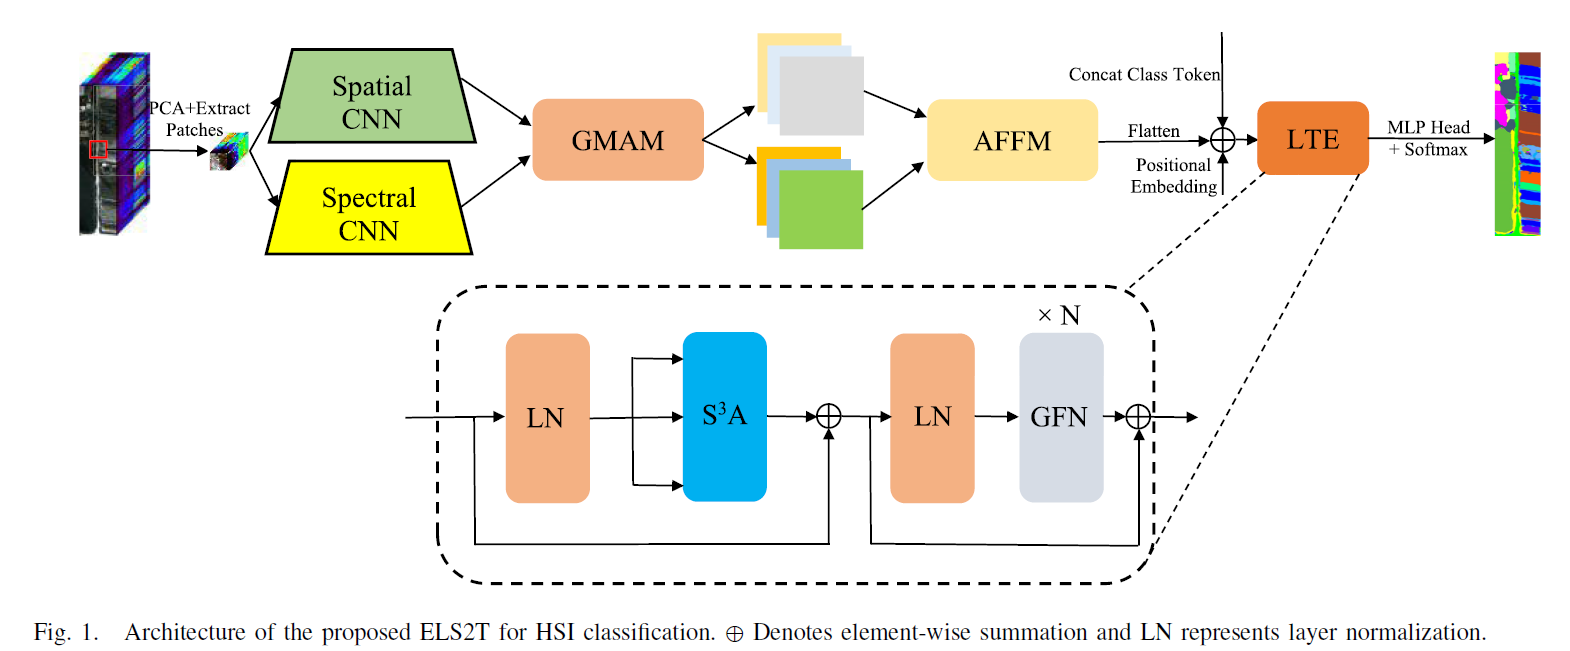 PCA+Extract
Patches
Spatial
CNN
Spectral
CNN
GMAM
AFFM
Concat Class Token
Flatten
Positional
Embedding
LTE
MLP Head
+ Softmax
× N
LN
S³A
LN
GFN
Fig. 1. Architecture of the proposed ELS2T for HSI classification. ⊕ Denotes element-wise summation and LN represents layer normalization.